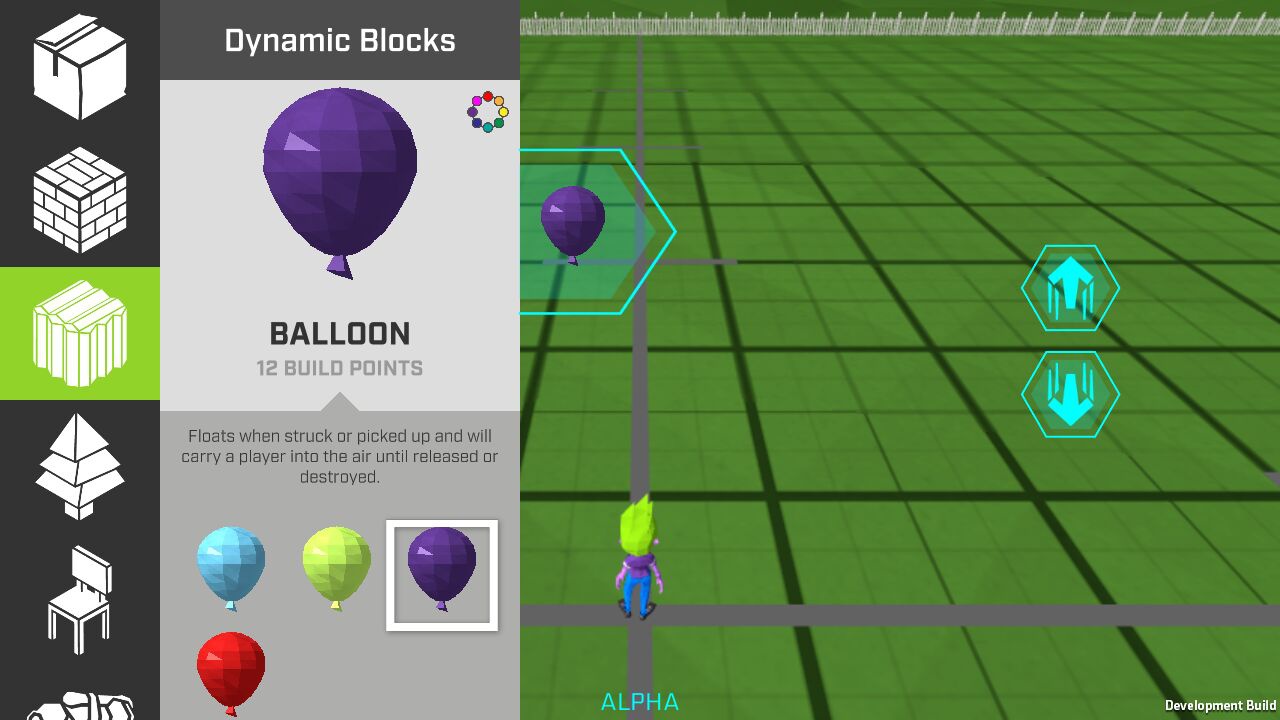 Dynamic Blocks
BALLOON
12 BUILD POINTS
Floats when struck or picked up and will
carry a player into the air until released or
destroyed.
ALPHA
Development Build